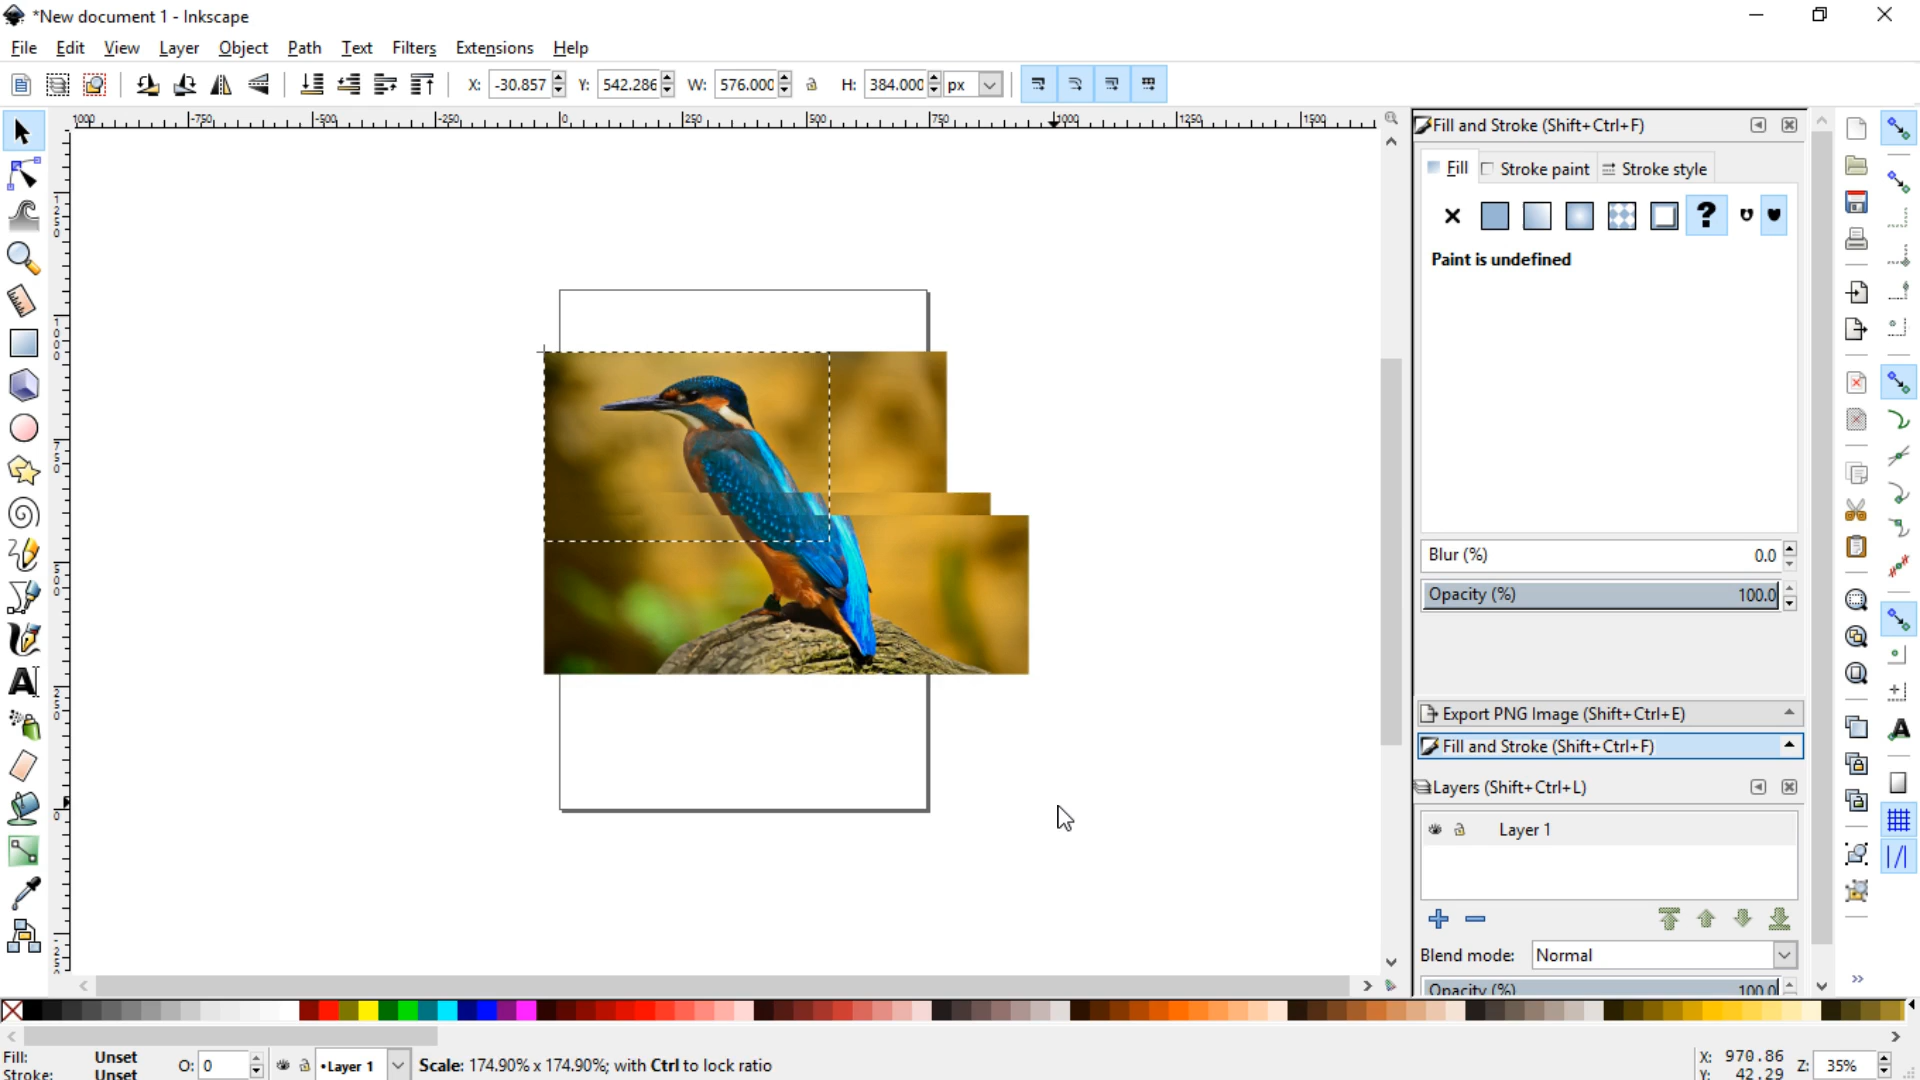 *New document 1 - Inkscape
File Edit View Layer Object Path Text Filters Extensions Help
X: -30.857 Y: 542.286 W: 576.000 H: 384.000 px
Fill and Stroke (Shift+Ctrl+F)
Fill Stroke paint Stroke style
Paint is undefined
Blur (%) 0.0
Opacity (%) 100.0
Export PNG Image (Shift+Ctrl+E)
Fill and Stroke (Shift+Ctrl+F)
Layers (Shift+Ctrl+L)
Layer 1
Blend mode: Normal
Opacity (%) 100.0
Fill: Unset
Stroke: Unset
O: 0
•Layer 1
Scale: 174.90% x 174.90%; with Ctrl to lock ratio
X: 970.86
Y: 42.29
Z: 35%